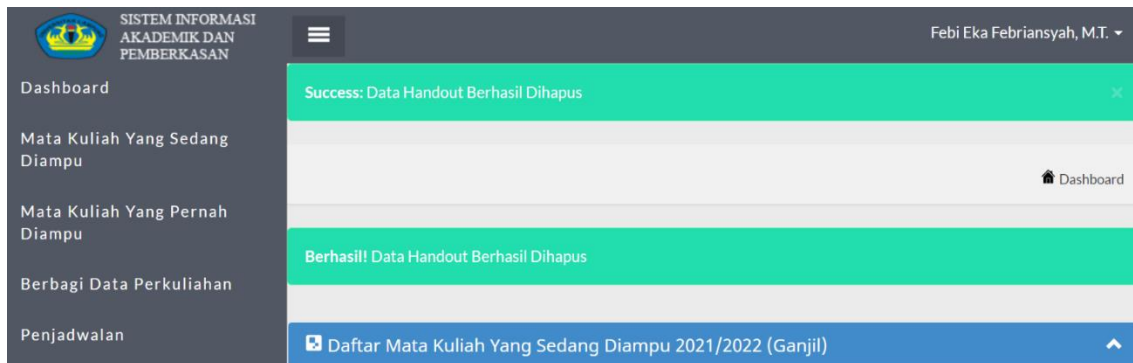 SISTEM INFORMASI
AKADEMIK DAN
PEMBERKASAN
Febi Eka Febriansyah, M.T.
Dashboard
Mata Kuliah Yang Sedang
Diampu
Mata Kuliah Yang Pernah
Diampu
Berbagi Data Perkuliahan
Penjadwalan
Success: Data Handout Berhasil Dihapus
Dashboard
Berhasil! Data Handout Berhasil Dihapus
Daftar Mata Kuliah Yang Sedang Diampu 2021/2022 (Ganjil)